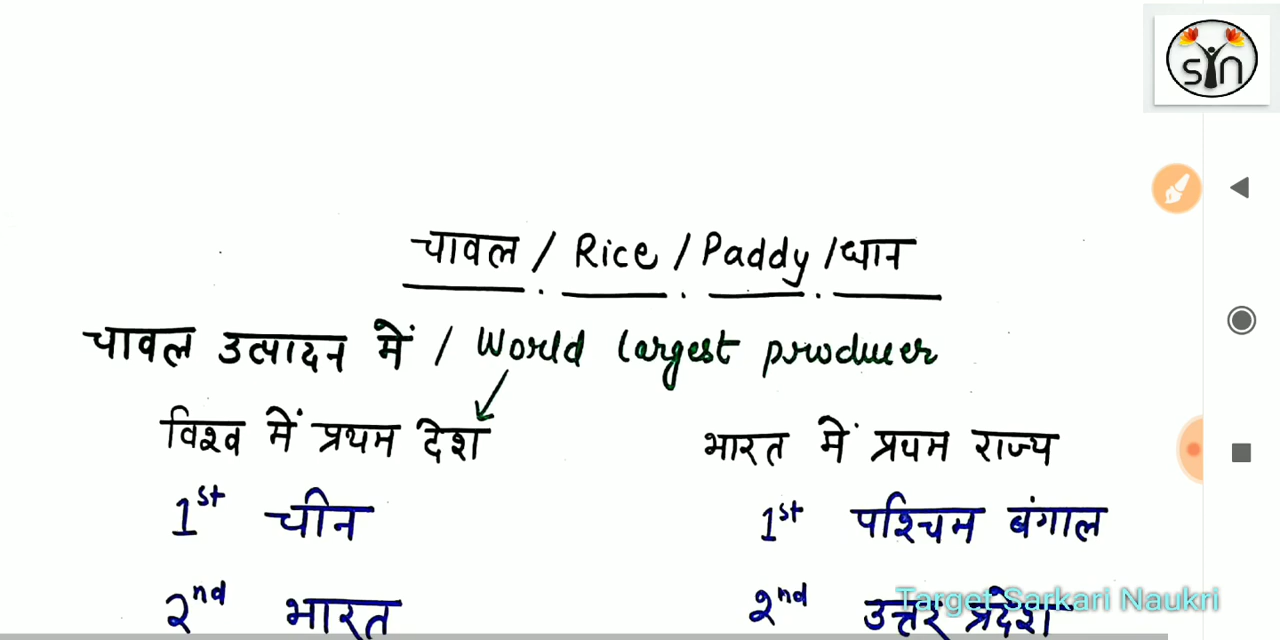 SYN
चावल / Rice / Paddy / धान
चावल उत्पादन में / World largest producer
विश्व में प्रथम देश
1st चीन
2nd भारत
भारत में प्रथम राज्य
1st पश्चिम बंगाल
2nd उत्तर प्रदेश
Target Sarkari Naukri